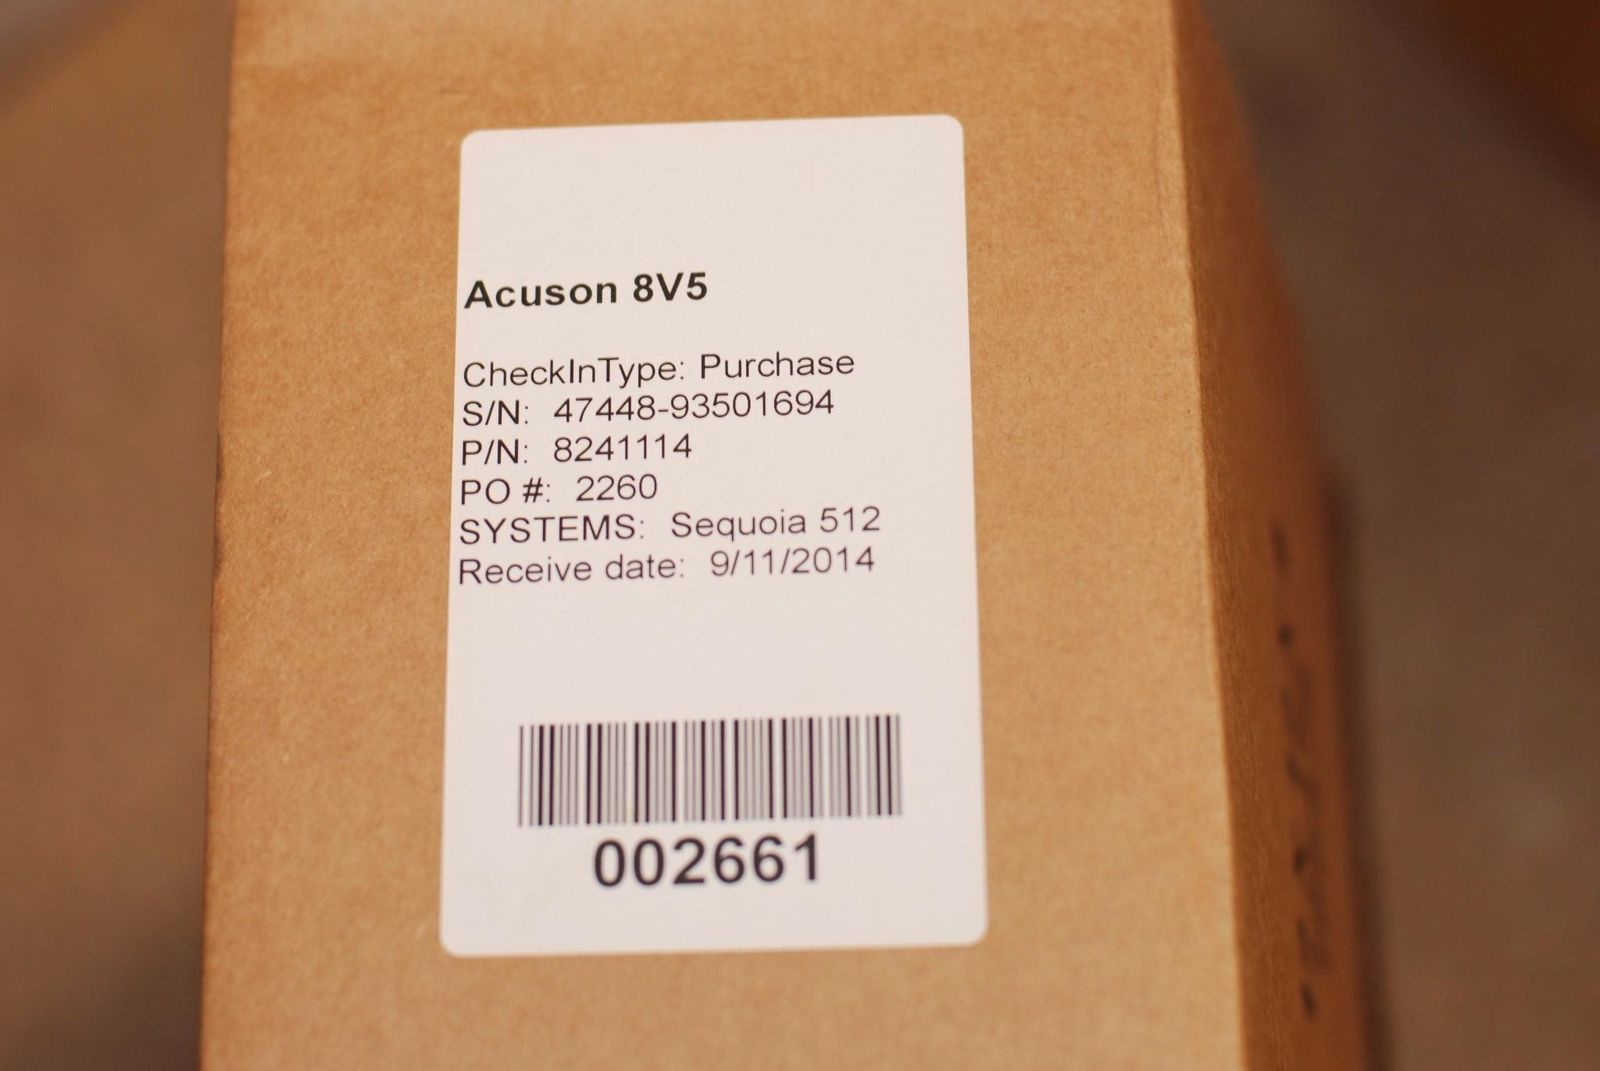 Acuson 8V5
CheckInType: Purchase
S/N: 47448-93501694
P/N: 8241114
PO #: 2260
SYSTEMS: Sequoia 512
Receive date: 9/11/2014
002661